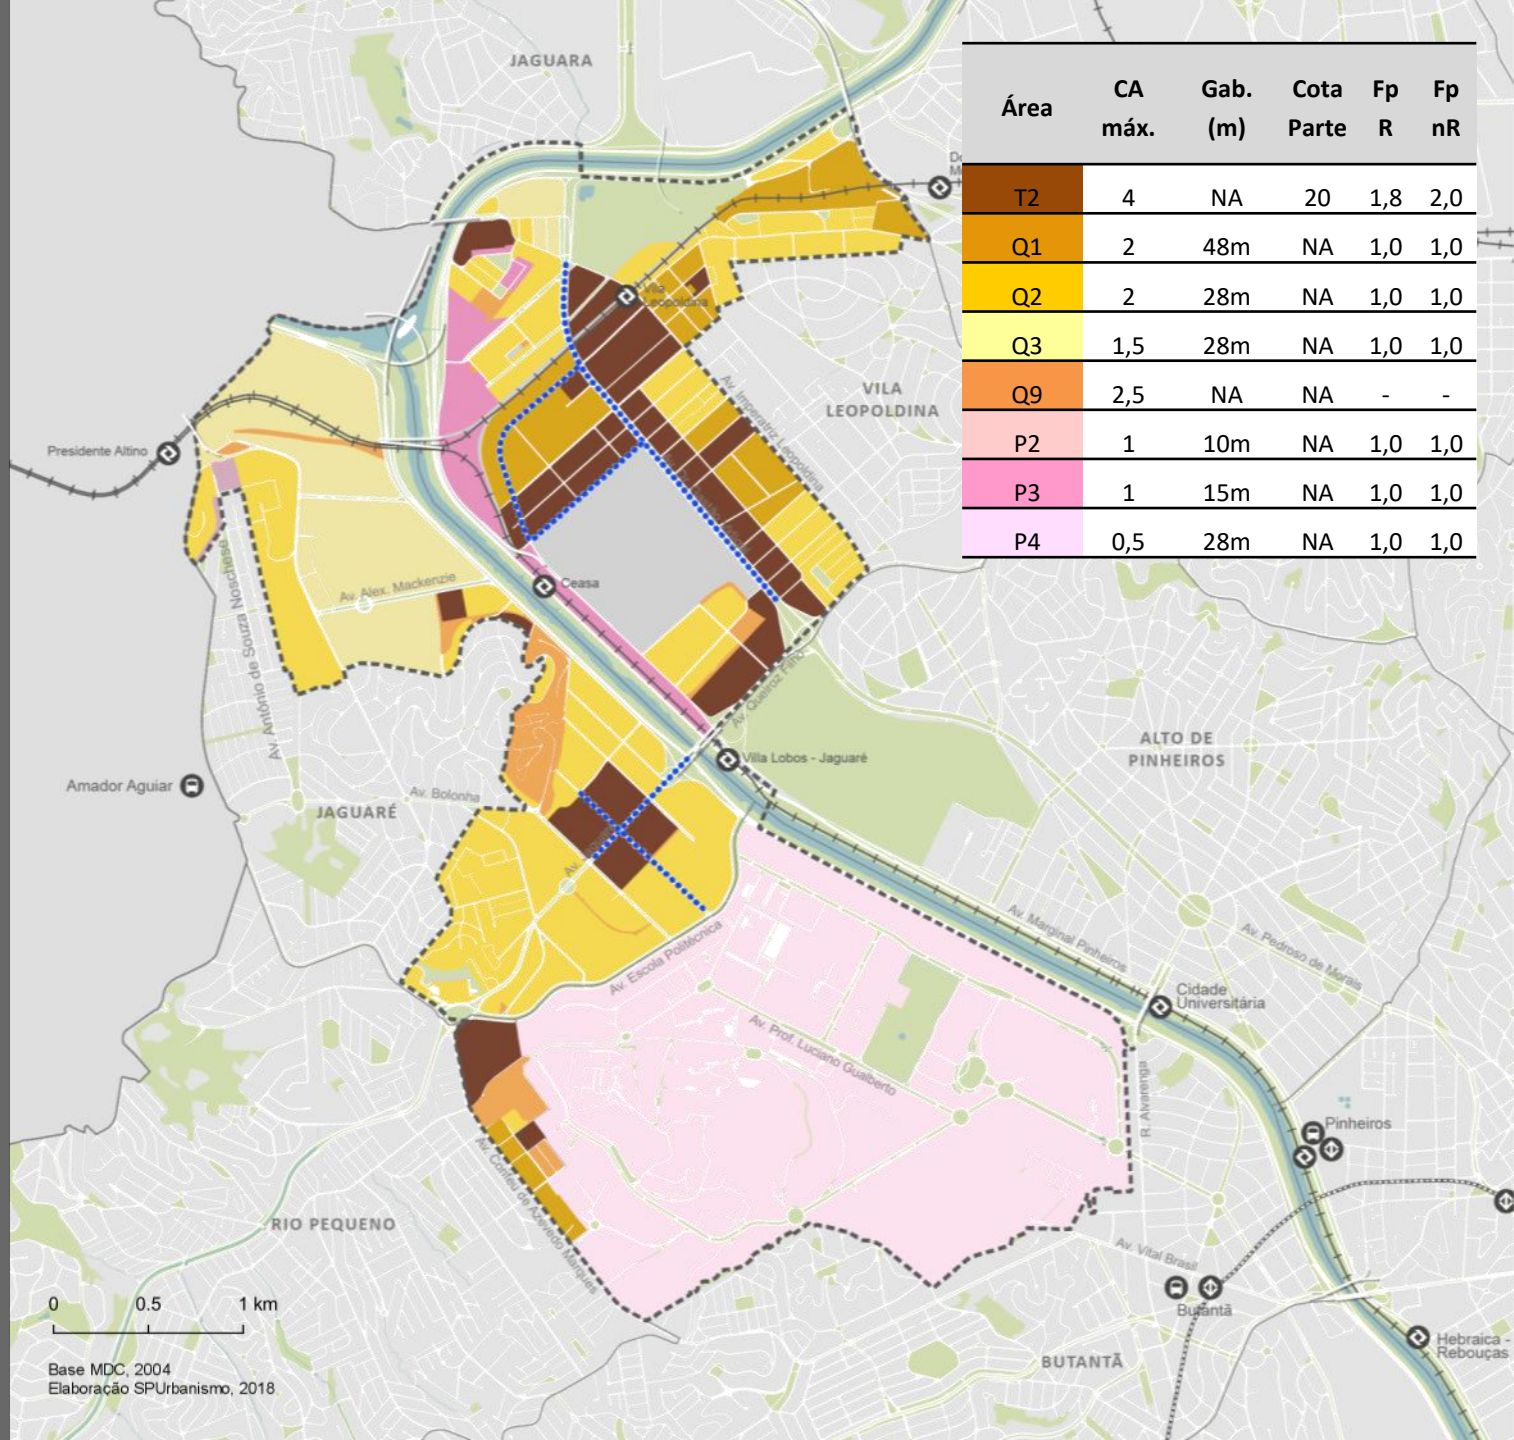 JAGUARA
Área CA máx. Gab. (m) Cota Parte Fp R Fp nR
T2 4 NA 20 1,8 2,0
Q1 2 48m NA 1,0 1,0
Q2 2 28m NA 1,0 1,0
Q3 1,5 28m NA 1,0 1,0
Q9 2,5 NA NA - -
P2 1 10m NA 1,0 1,0
P3 1 15m NA 1,0 1,0
P4 0,5 28m NA 1,0 1,0
Vila
Leopoldina
VILA
LEOPOLDINA
Av. Imperatriz Leopoldina
Presidente Altino
Ceasa
Av. Alex. Mackenzie
Av. Antônio de Souza Noschese
Av. Queiroz Filho
Villa Lobos - Jaguaré
ALTO DE
PINHEIROS
Amador Aguiar
Av. Bolonha
JAGUARÉ
Av. Escola Politécnica
Av. Marginal Pinheiros
Av. Pedroso de Morais
Cidade
Universitária
Av. Prof. Luciano Gualberto
R. Alvarenga
Pinheiros
Av. Corifeu de Azevedo Marques
RIO PEQUENO
Av. Vital Brasil
Butantã
BUTANTÃ
Hebraica -
Rebouças
0 0.5 1 km
Base MDC, 2004
Elaboração SPUrbanismo, 2018